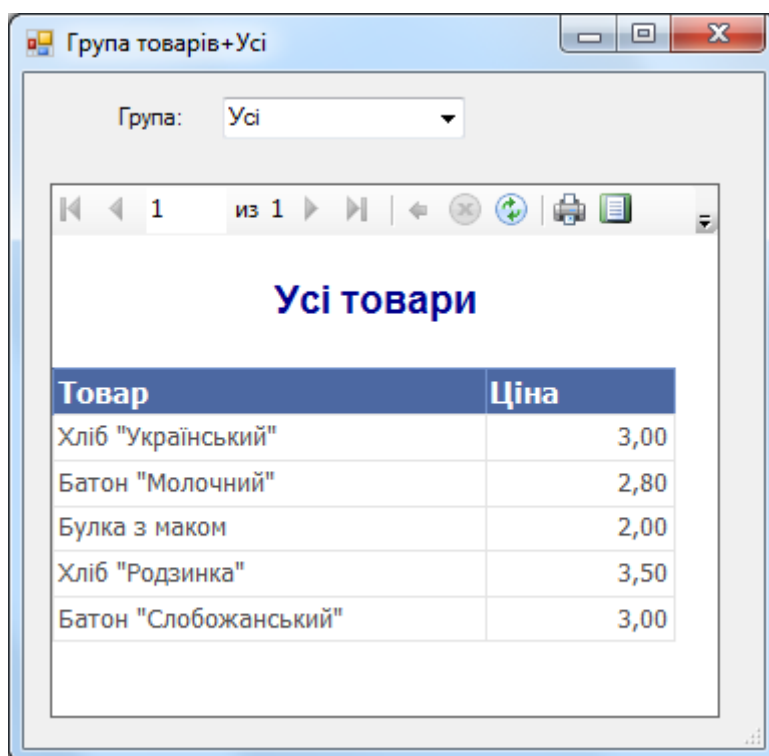 Група товарів+Усі
Група: Усі
1 из 1
Усі товари
Товар Ціна
Хліб "Український" 3,00
Батон "Молочний" 2,80
Булка з маком 2,00
Хліб "Родзинка" 3,50
Батон "Слобожанський" 3,00